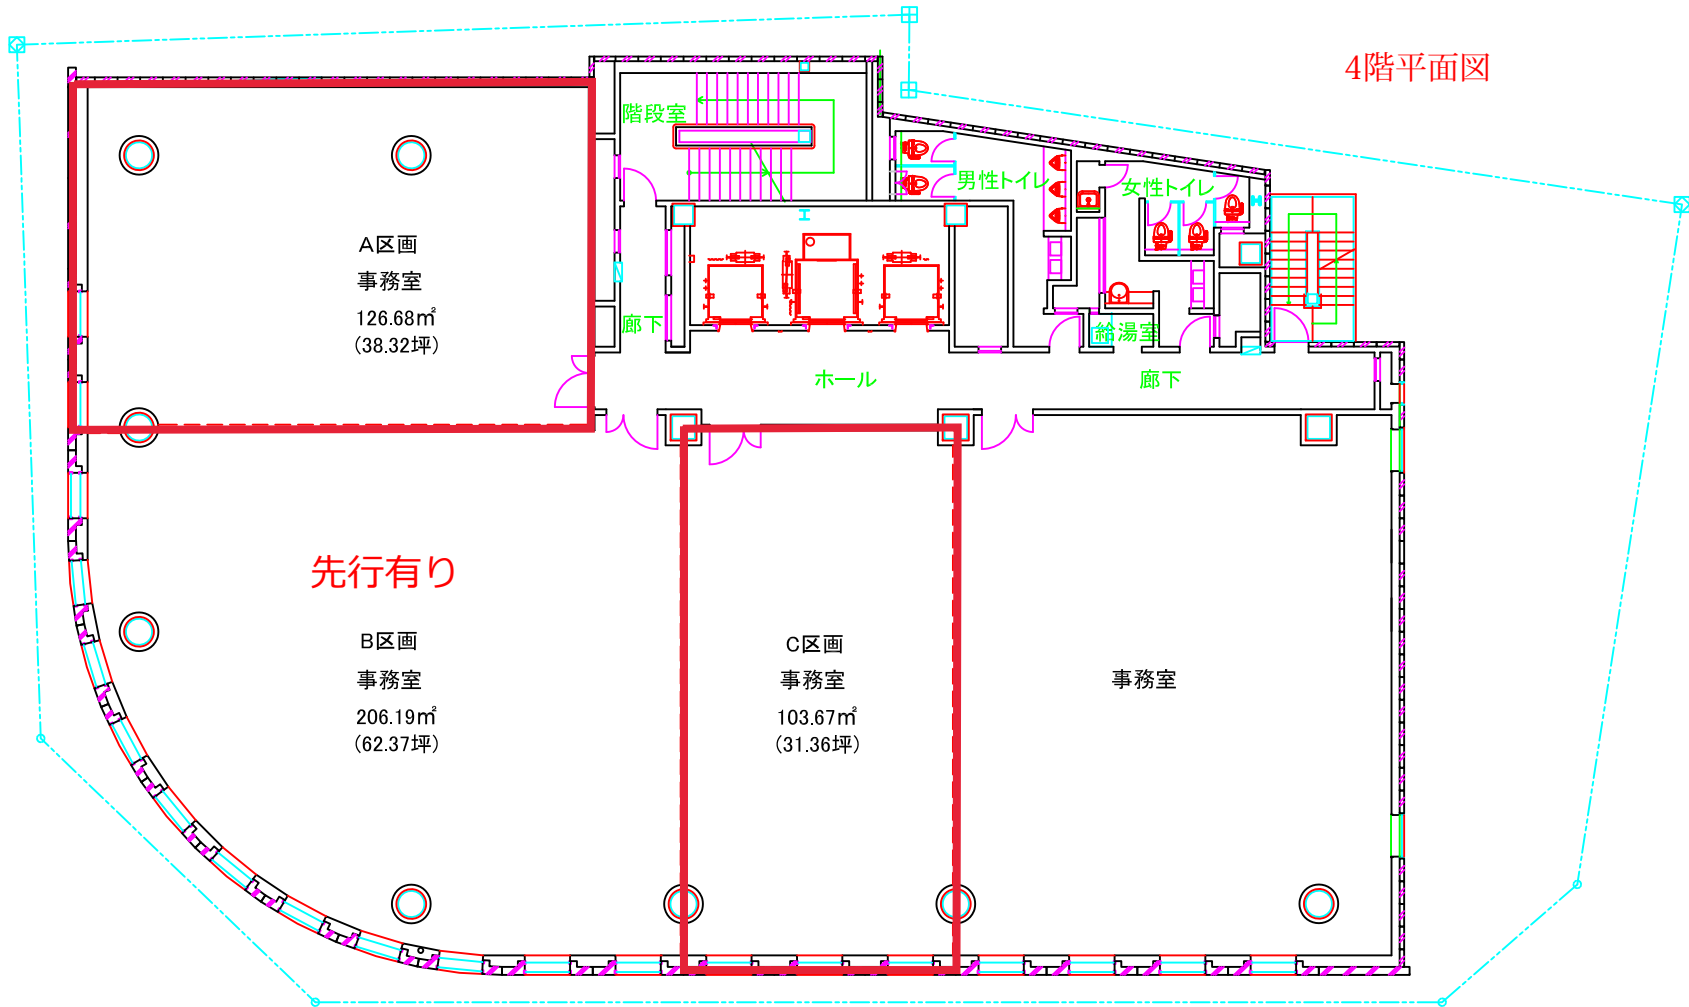 4階平面図
階段室
男性トイレ
女性トイレ
A区画
事務室
126.68㎡
(38.32坪)
廊下
給湯室
ホール
廊下
先行有り
B区画
事務室
206.19㎡
(62.37坪)
C区画
事務室
103.67㎡
(31.36坪)
事務室